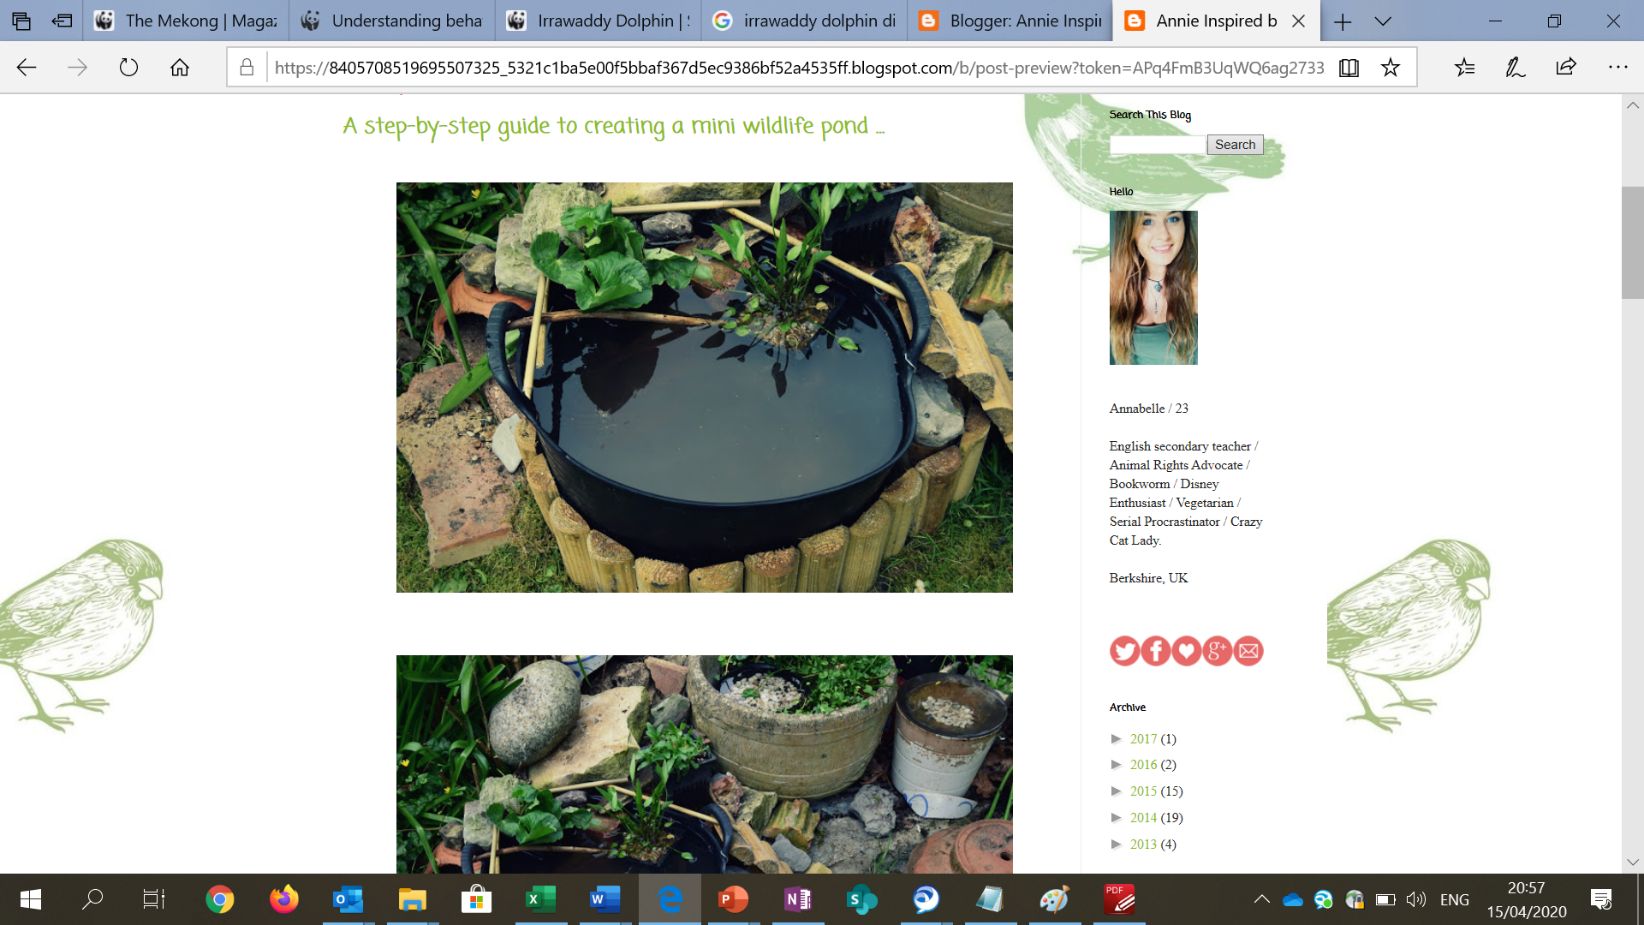 The Mekong | Magaz
Understanding beha
Irrawaddy Dolphin | S
irrawaddy dolphin di
Blogger: Annie Inspir
Annie Inspired b
https://8405708519695507325_5321c1ba5e00f5bbaf367d5ec9386bf52a4535ff.blogspot.com/b/post-preview?token=APq4FmB3UqWQ6ag2733
A step-by-step guide to creating a mini wildlife pond ...
Search This Blog
Search
Hello
Annabelle / 23
English secondary teacher /
Animal Rights Advocate /
Bookworm / Disney
Enthusiast / Vegetarian /
Serial Procrastinator / Crazy
Cat Lady.
Berkshire, UK
Archive
► 2017 (1)
► 2016 (2)
► 2015 (15)
► 2014 (19)
► 2013 (4)
ENG
20:57
15/04/2020